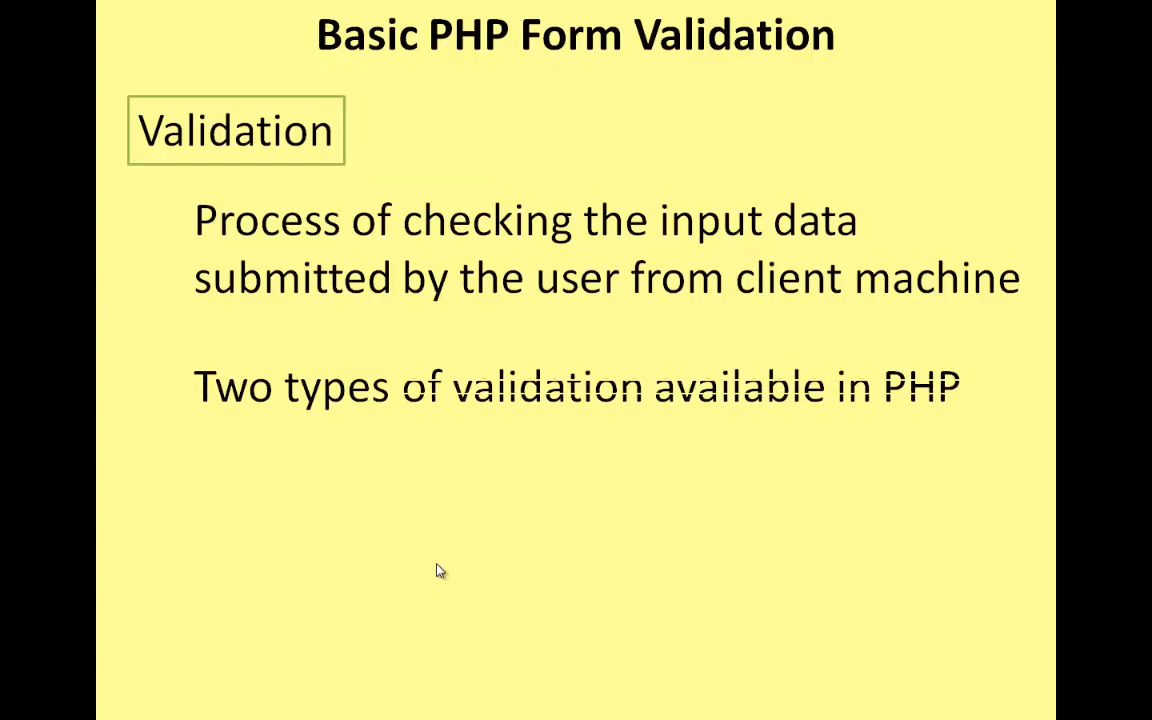 Basic PHP Form Validation
Validation
Process of checking the input data
submitted by the user from client machine
Two types of validation available in PHP